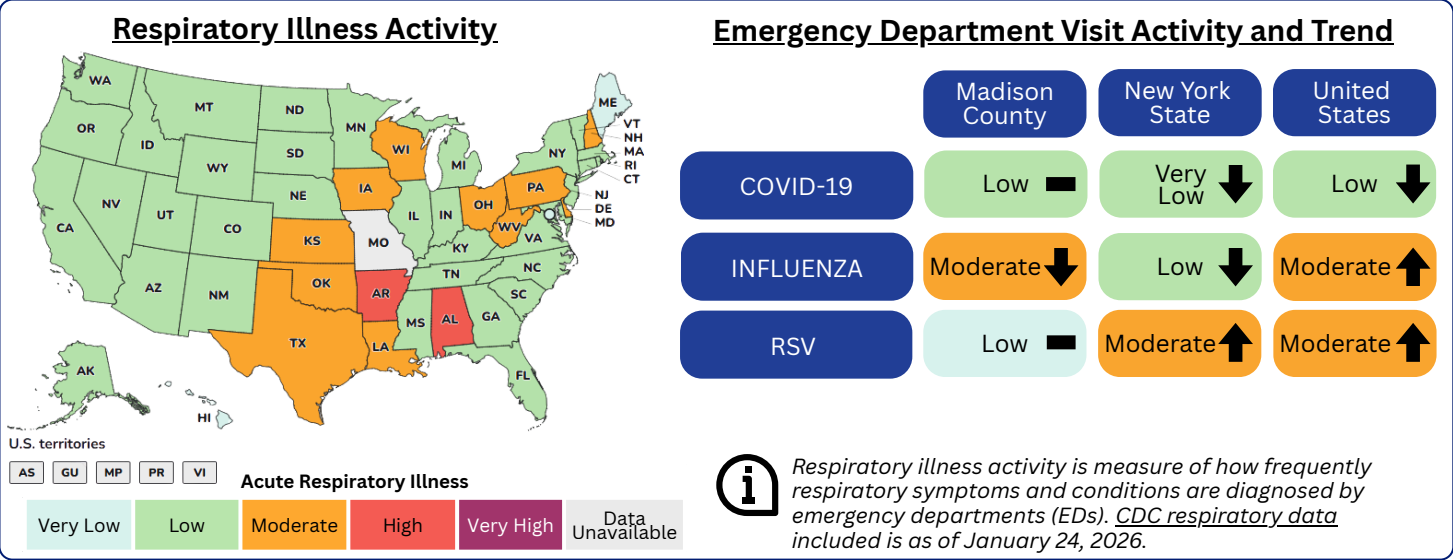 Respiratory Illness Activity
WA
MT
ND
MN
OR
ID
SD
WI
MI
NY
ME
VT
NH
MA
RI
CT
WY
NE
IA
PA
NJ
DE
MD
NV
UT
CO
IL
IN
OH
WV
VA
CA
KS
MO
KY
AZ
NM
OK
AR
TN
NC
SC
TX
LA
MS
AL
GA
FL
AK
HI
U.S. territories
AS GU MP PR VI
Acute Respiratory Illness
Very Low
Low
Moderate
High
Very High
Data
Unavailable
Emergency Department Visit Activity and Trend
Madison
County
New York
State
United
States
COVID-19
Low
Very
Low
Low
INFLUENZA
Moderate
Low
Moderate
RSV
Low
Moderate
Moderate
Respiratory illness activity is measure of how frequently
respiratory symptoms and conditions are diagnosed by
emergency departments (EDs). CDC respiratory data
included is as of January 24, 2026.